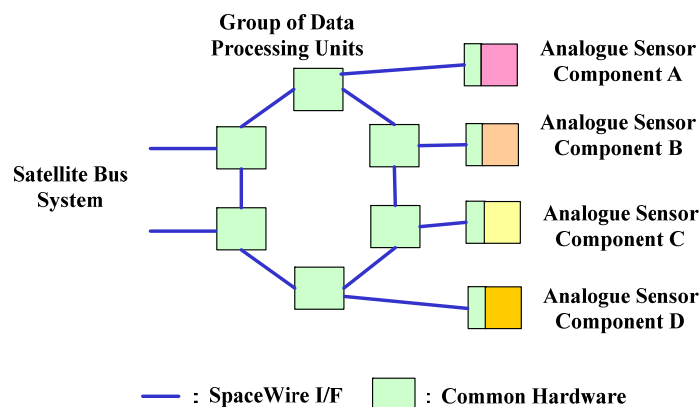 Group of Data
Processing Units
Analogue Sensor
Component A
Analogue Sensor
Component B
Satellite Bus
System
Analogue Sensor
Component C
Analogue Sensor
Component D
: SpaceWire I/F
: Common Hardware